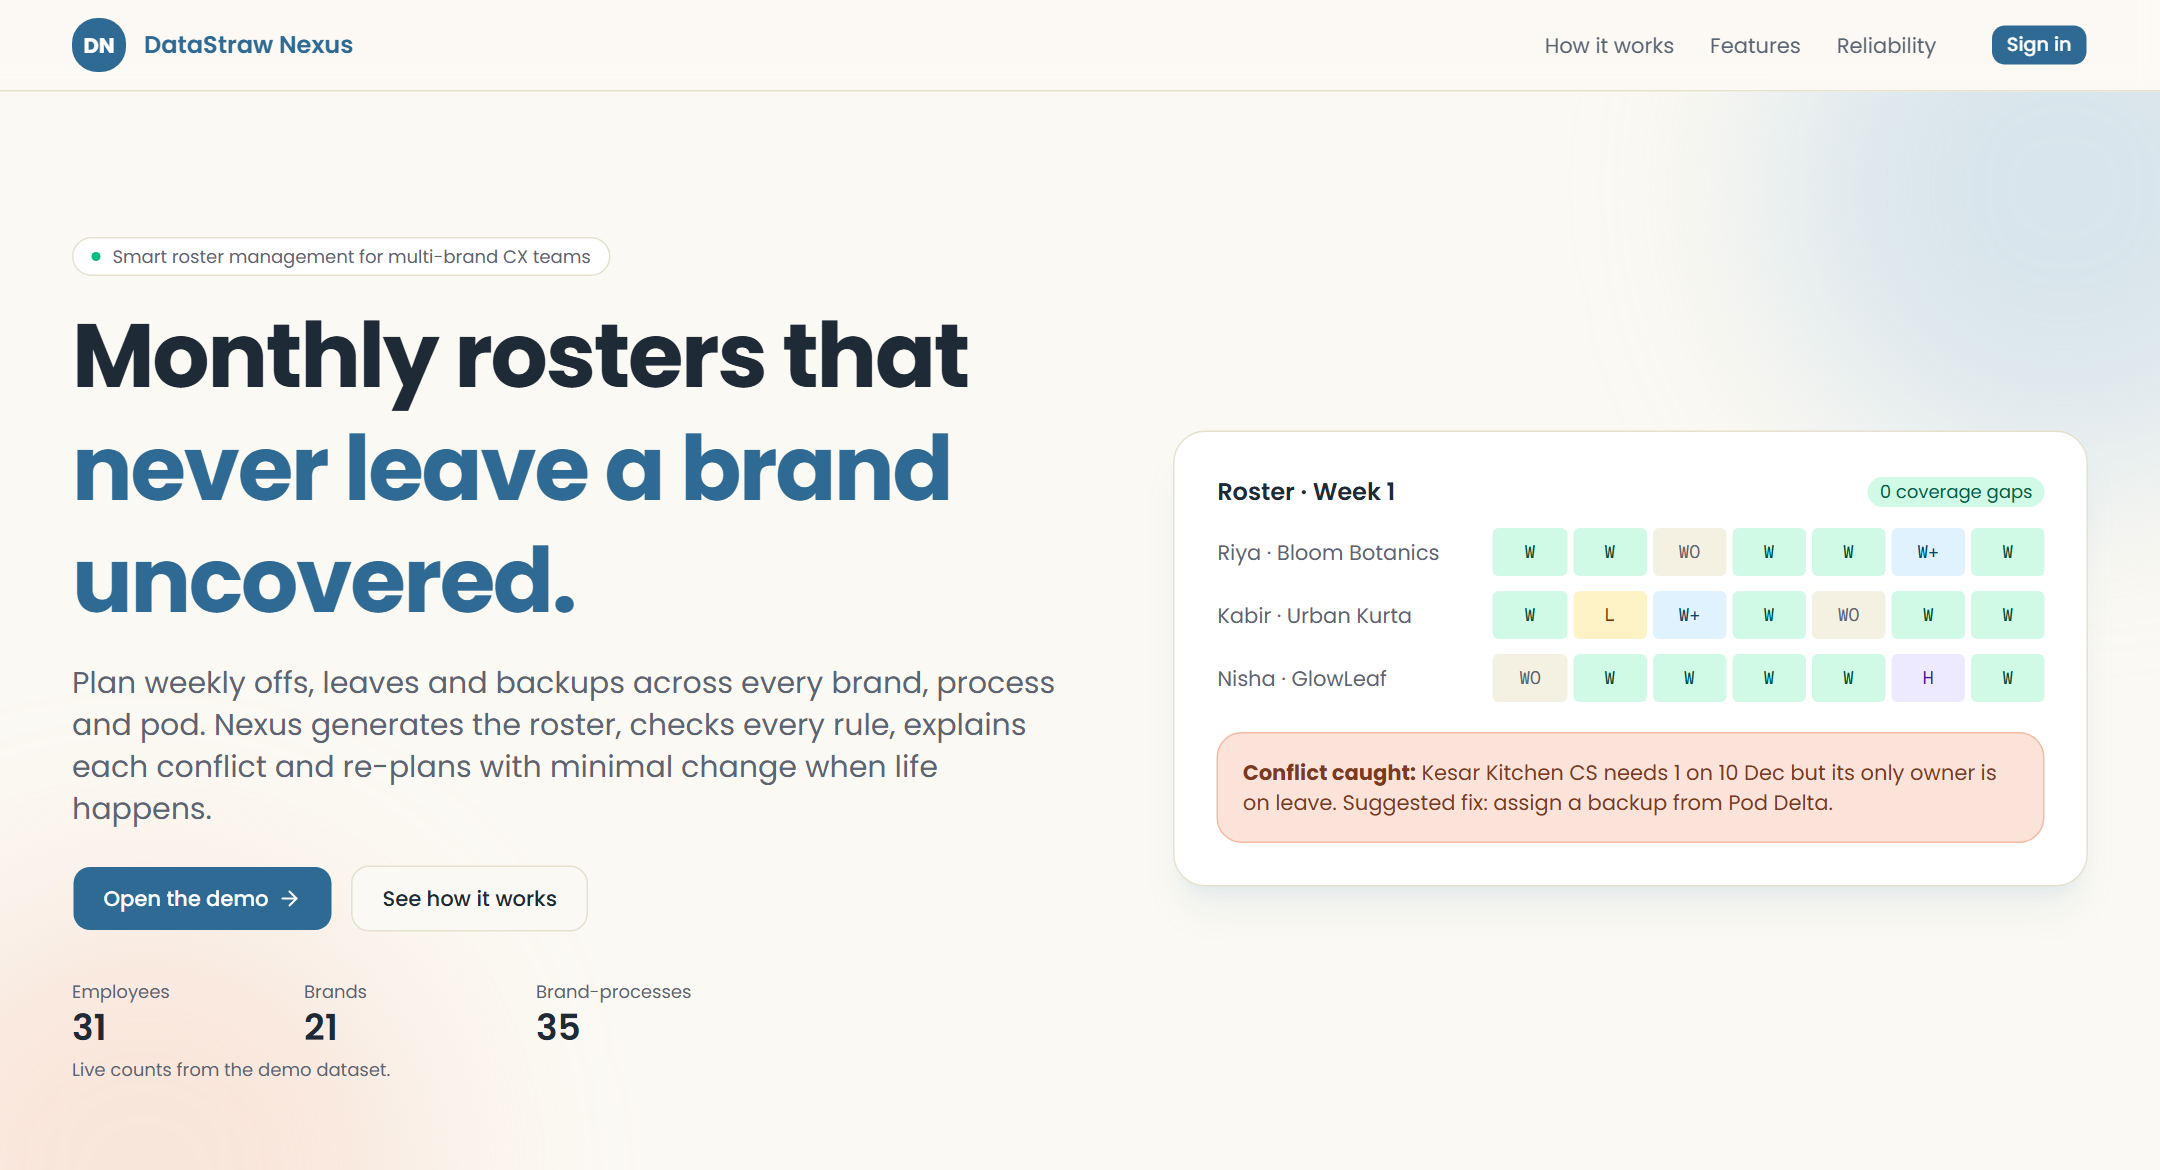 DN DataStraw Nexus How it works Features Reliability Sign in
Smart roster management for multi-brand CX teams
Monthly rosters that
never leave a brand
uncovered.
Plan weekly offs, leaves and backups across every brand, process
and pod. Nexus generates the roster, checks every rule, explains
each conflict and re-plans with minimal change when life
happens.
Open the demo → See how it works
Employees Brands Brand-processes
31 21 35
Live counts from the demo dataset.
Roster · Week 1 0 coverage gaps
Riya · Bloom Botanics W W WO W W W+ W
Kabir · Urban Kurta W L W+ W WO W W
Nisha · GlowLeaf WO W W W W H W
Conflict caught: Kesar Kitchen CS needs 1 on 10 Dec but its only owner is
on leave. Suggested fix: assign a backup from Pod Delta.